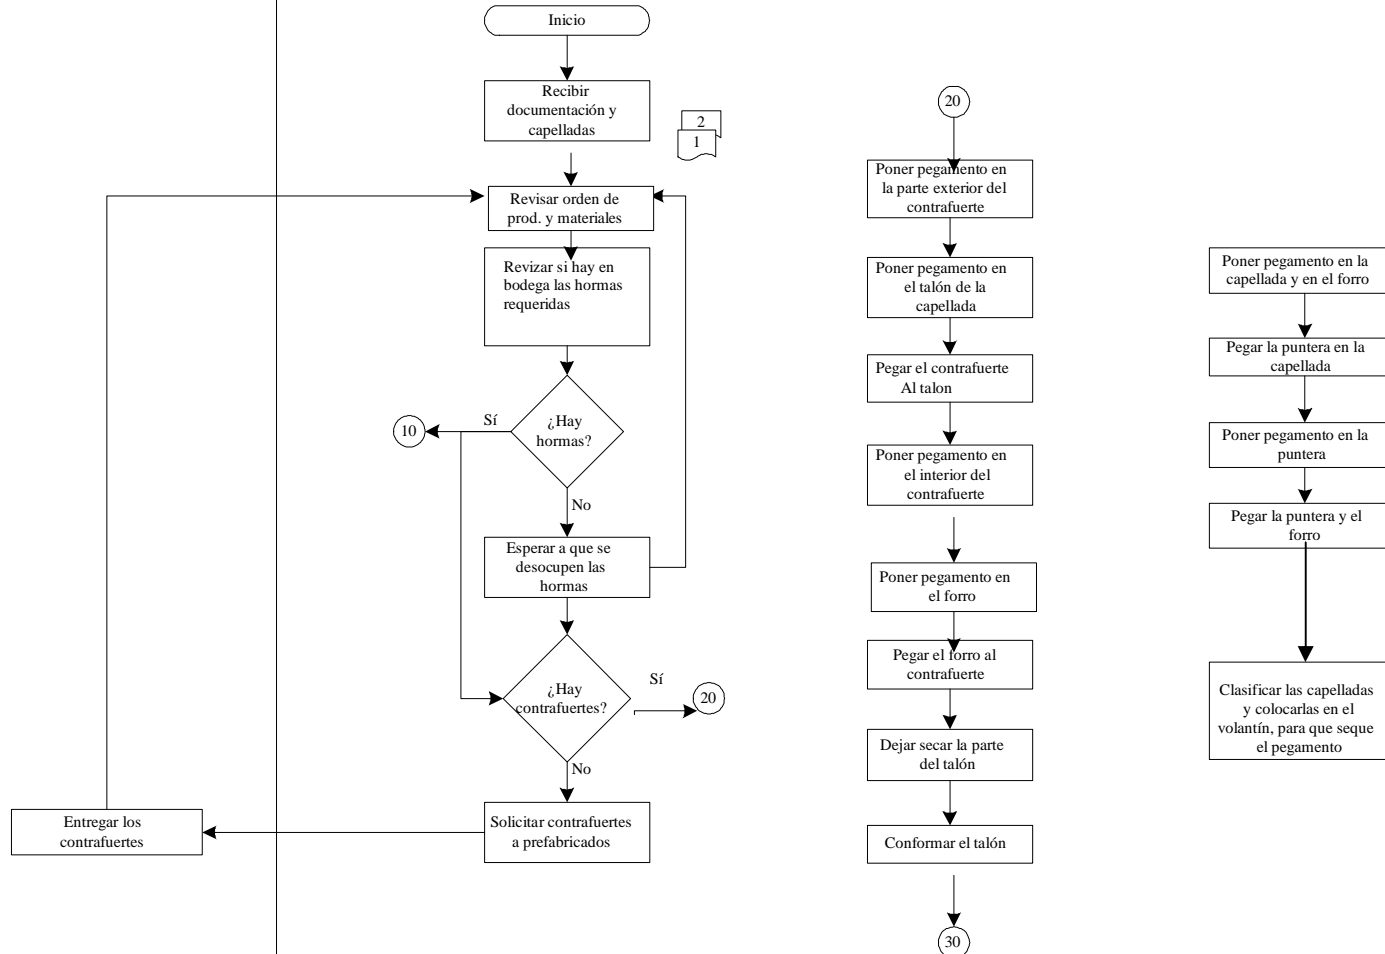 Inicio
Recibir
documentación y
capelladas
2
1
Revisar orden de
prod. y materiales
Revizar si hay en
bodega las hormas
requeridas
¿Hay
hormas?
Sí
10
No
Esperar a que se
desocupen las
hormas
¿Hay
contrafuertes?
Sí
20
No
Solicitar contrafuertes
a prefabricados
Entregar los
contrafuertes
20
Poner pegamento en
la parte exterior del
contrafuerte
Poner pegamento en
el talón de la
capellada
Pegar el contrafuerte
Al talon
Poner pegamento en
el interior del
contrafuerte
Poner pegamento en
el forro
Pegar el forro al
contrafuerte
Dejar secar la parte
del talón
Conformar el talón
30
Poner pegamento en la
capellada y en el forro
Pegar la puntera en la
capellada
Poner pegamento en la
puntera
Pegar la puntera y el
forro
Clasificar las capelladas
y colocarlas en el
volantín, para que seque
el pegamento